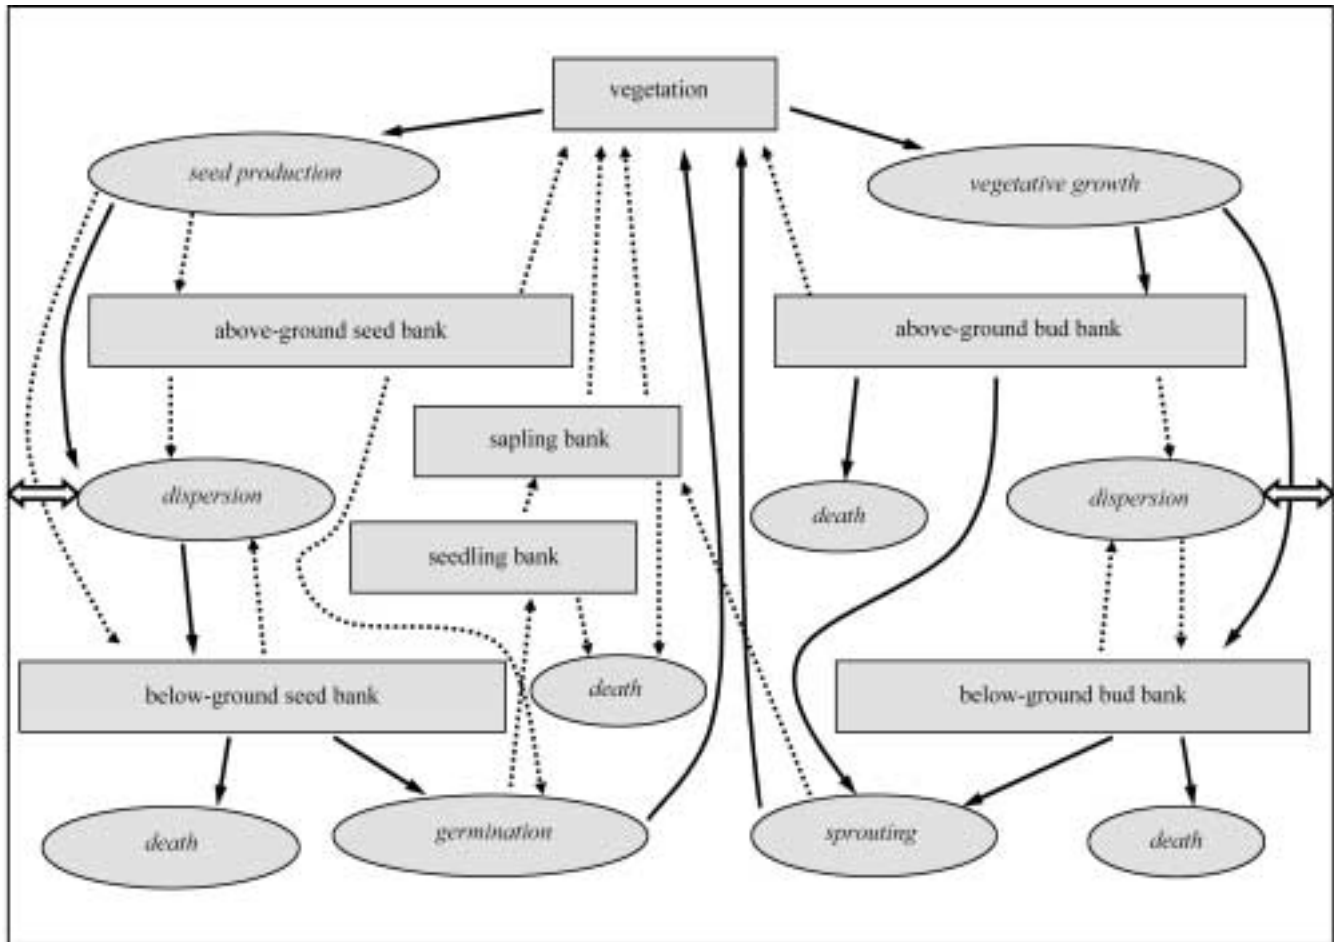 vegetation
seed production
vegetative growth
above-ground seed bank
above-ground bud bank
sapling bank
dispersion
dispersion
death
seedling bank
below-ground seed bank
death
below-ground bud bank
death
germination
sprouting
death